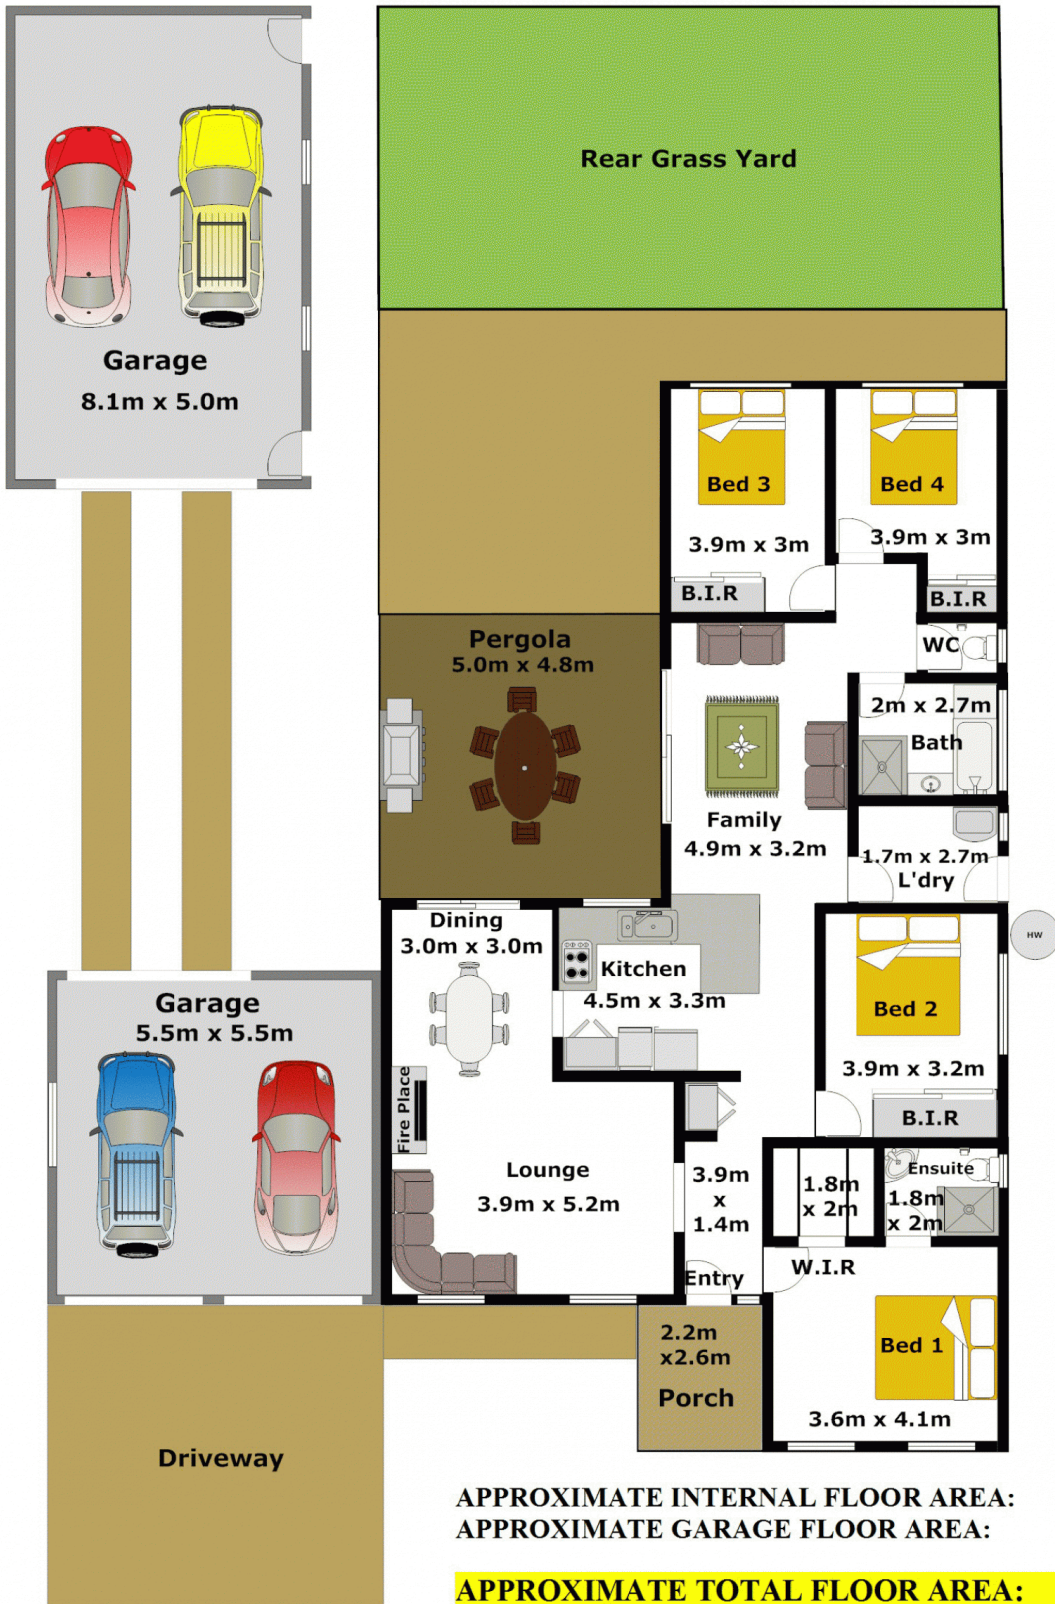 Rear Grass Yard
Garage
8.1m x 5.0m
Bed 3
3.9m x 3m
B.I.R
Bed 4
3.9m x 3m
B.I.R
WC
Pergola
5.0m x 4.8m
2m x 2.7m
Bath
Family
4.9m x 3.2m
1.7m x 2.7m
L'dry
Dining
3.0m x 3.0m
Kitchen
4.5m x 3.3m
HW
Garage
5.5m x 5.5m
Bed 2
3.9m x 3.2m
B.I.R
Fire Place
Lounge
3.9m x 5.2m
3.9m
x
1.4m
Entry
1.8m
x 2m
W.I.R
Ensuite
1.8m
x 2m
2.2m
x2.6m
Porch
Bed 1
3.6m x 4.1m
Driveway
APPROXIMATE INTERNAL FLOOR AREA:
APPROXIMATE GARAGE FLOOR AREA:
APPROXIMATE TOTAL FLOOR AREA: